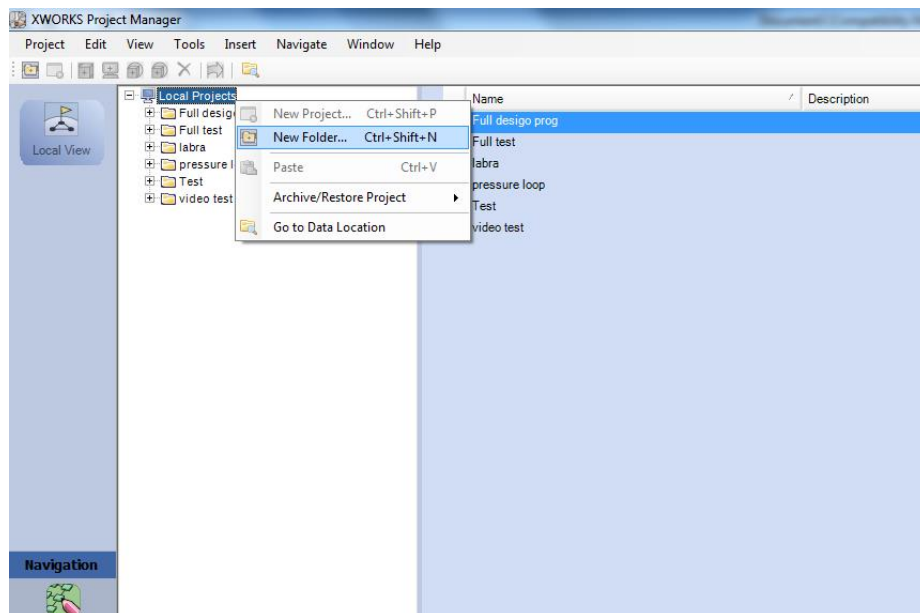 XWORKS Project Manager
Project Edit View Tools Insert Navigate Window Help
Local View
Local Projects
Full desig
Full test
labra
pressure l
Test
video test
New Project... Ctrl+Shift+P
New Folder... Ctrl+Shift+N
Paste Ctrl+V
Archive/Restore Project
Go to Data Location
Name Description
Full desigo prog
Full test
labra
pressure loop
Test
video test
Navigation